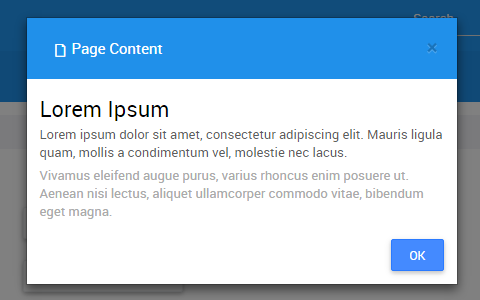 Search
Page Content
×
Lorem Ipsum
Lorem ipsum dolor sit amet, consectetur adipiscing elit. Mauris ligula
quam, mollis a condimentum vel, molestie nec lacus.
Vivamus eleifend augue purus, varius rhoncus enim posuere ut.
Aenean nisi lectus, aliquet ullamcorper commodo vitae, bibendum
eget magna.
OK